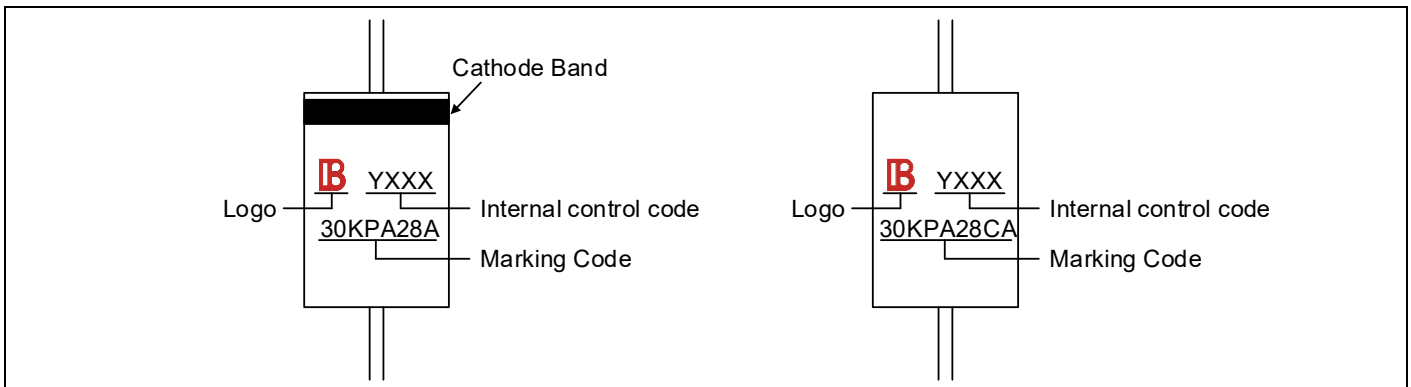 Cathode Band
B YXXX
Logo
Internal control code
30KPA28A
Marking Code
B YXXX
Logo
Internal control code
30KPA28CA
Marking Code